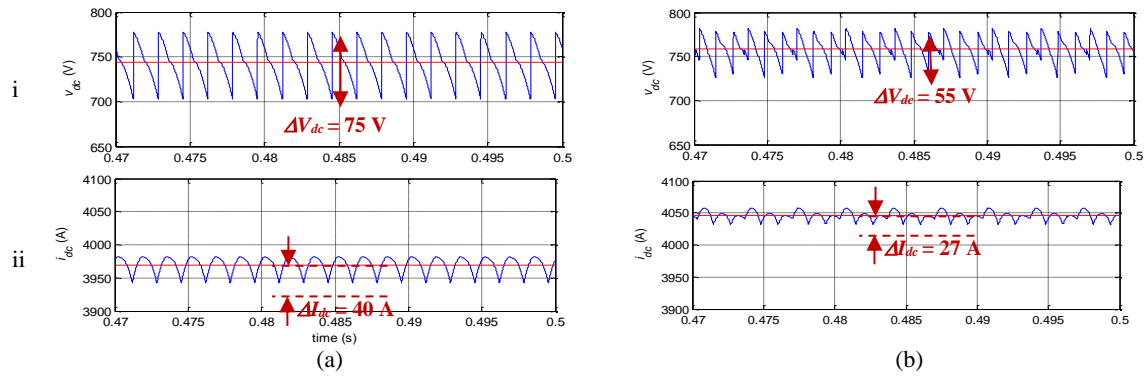 i
800
750
700
650
v_dc (V)
ΔV_dc = 75 V
0.47 0.475 0.48 0.485 0.49 0.495 0.5
800
750
700
650
v_dc (V)
ΔV_dc = 55 V
0.47 0.475 0.48 0.485 0.49 0.495 0.5
ii
4100
4050
4000
3950
3900
i_dc (A)
ΔI_dc = 40 A
0.47 0.475 0.48 0.485 0.49 0.495 0.5
time (s)
(a)
4100
4050
4000
3950
3900
i_dc (A)
ΔI_dc = 27 A
0.47 0.475 0.48 0.485 0.49 0.495 0.5
(b)